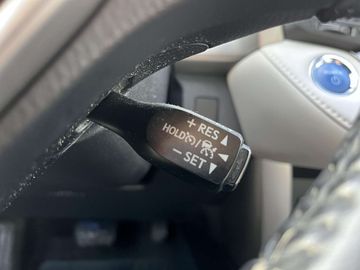 + RES
HOLD /
− SET